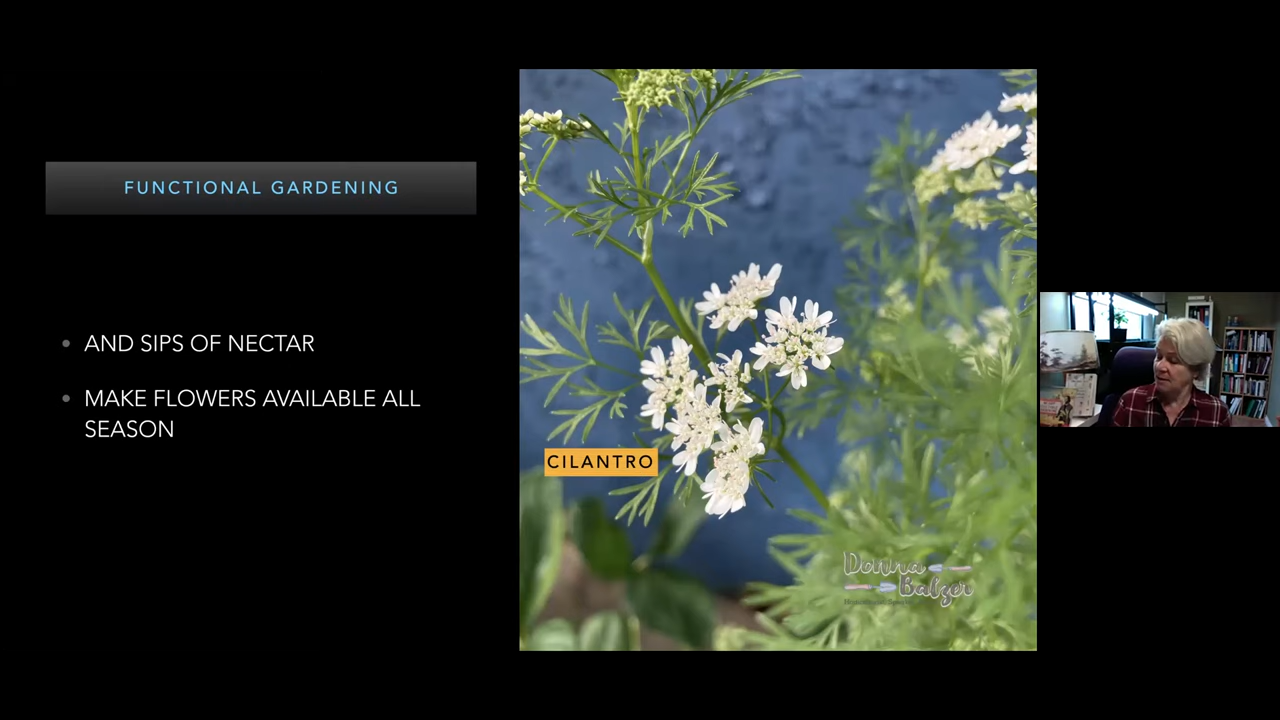 FUNCTIONAL GARDENING
AND SIPS OF NECTAR
MAKE FLOWERS AVAILABLE ALL
SEASON
CILANTRO
Donna
Balzer